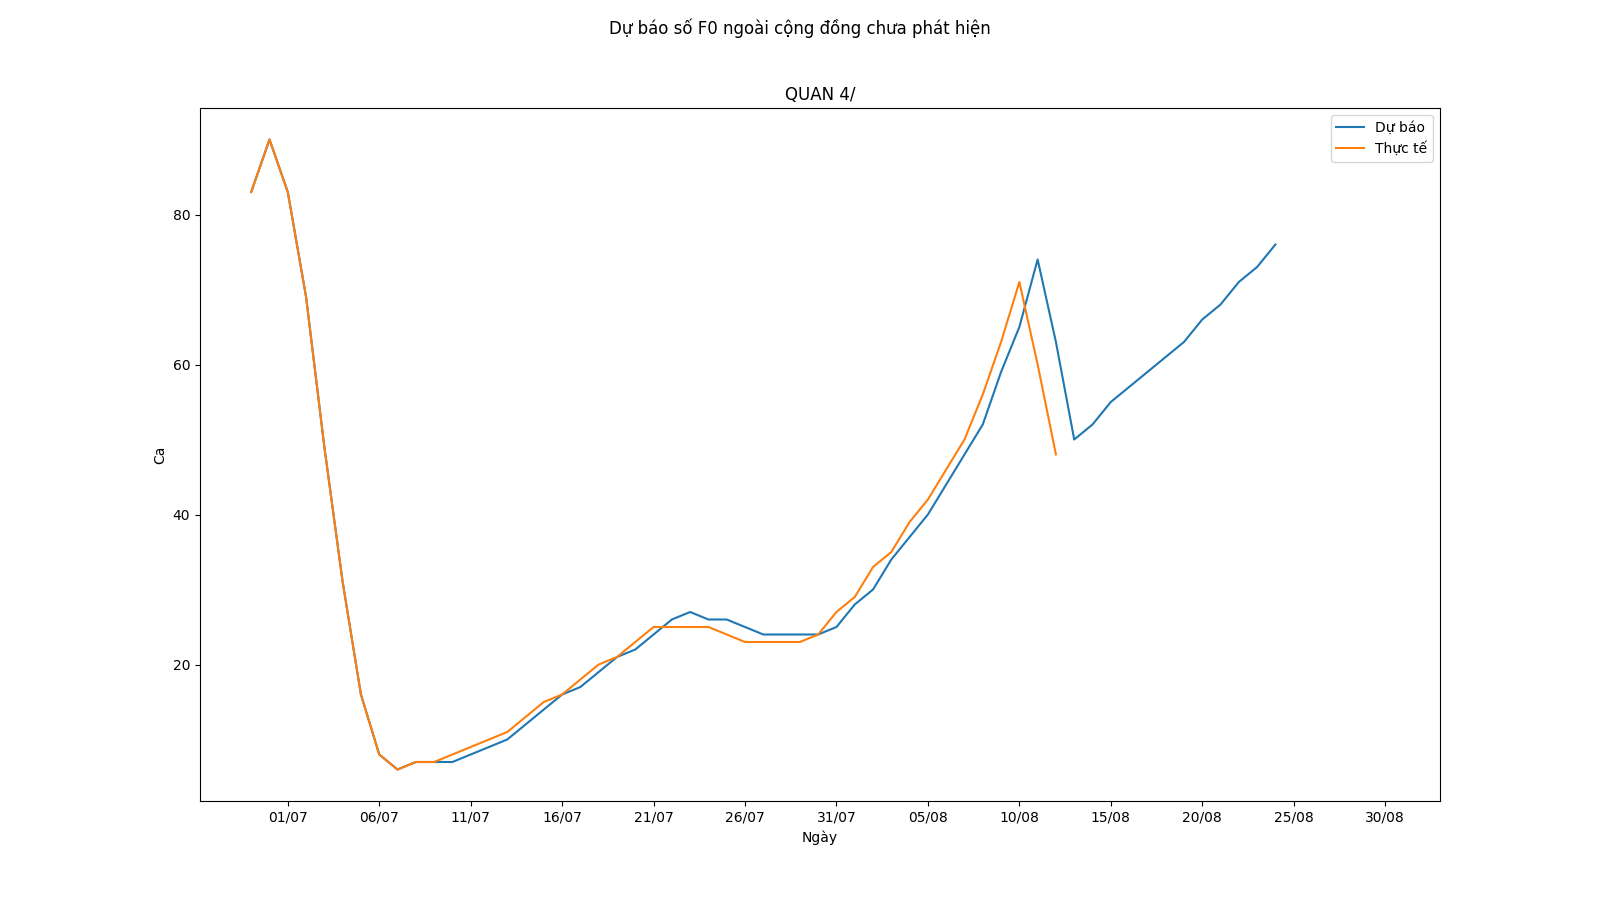 Dự báo số F0 ngoài cộng đồng chưa phát hiện
QUAN 4/
Dự báo
Thực tế
80
60
40
20
Ca
01/07 06/07 11/07 16/07 21/07 26/07 31/07 05/08 10/08 15/08 20/08 25/08 30/08
Ngày